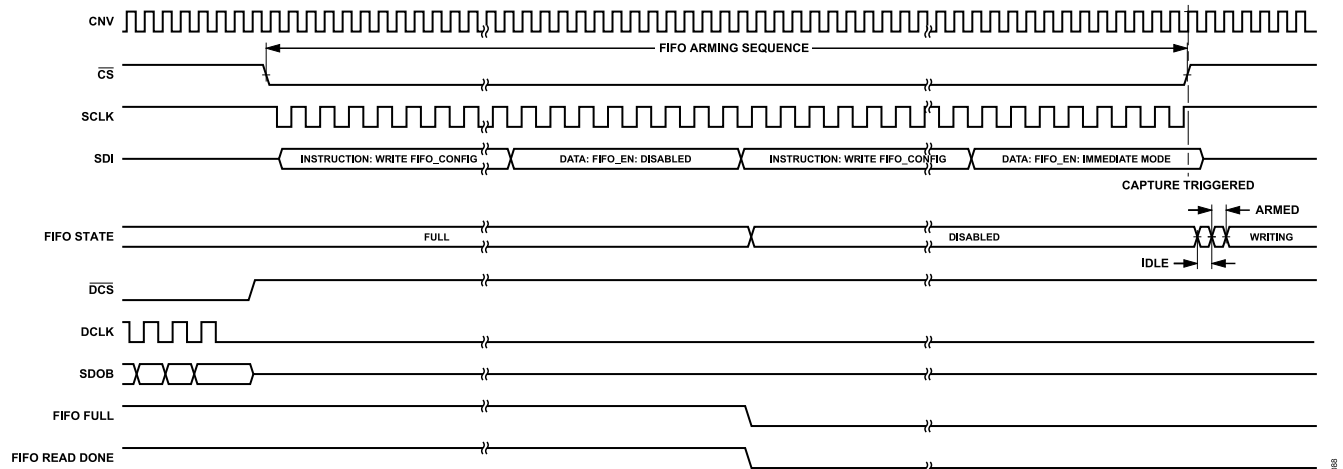 CNV
FIFO ARMING SEQUENCE
CS
SCLK
SDI
INSTRUCTION: WRITE FIFO_CONFIG
DATA: FIFO_EN: DISABLED
INSTRUCTION: WRITE FIFO_CONFIG
DATA: FIFO_EN: IMMEDIATE MODE
CAPTURE TRIGGERED
ARMED
FIFO STATE
FULL
DISABLED
WRITING
IDLE
DCS
DCLK
SDOB
FIFO FULL
FIFO READ DONE